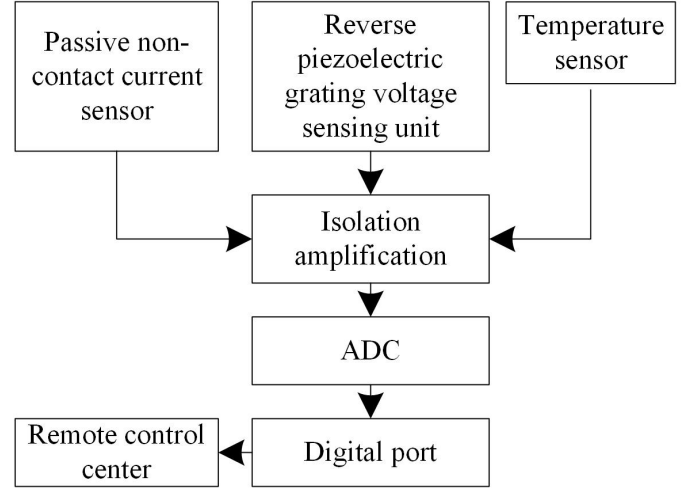 Passive non-
contact current
sensor
Reverse
piezoelectric
grating voltage
sensing unit
Temperature
sensor
Isolation
amplification
ADC
Remote control
center
Digital port